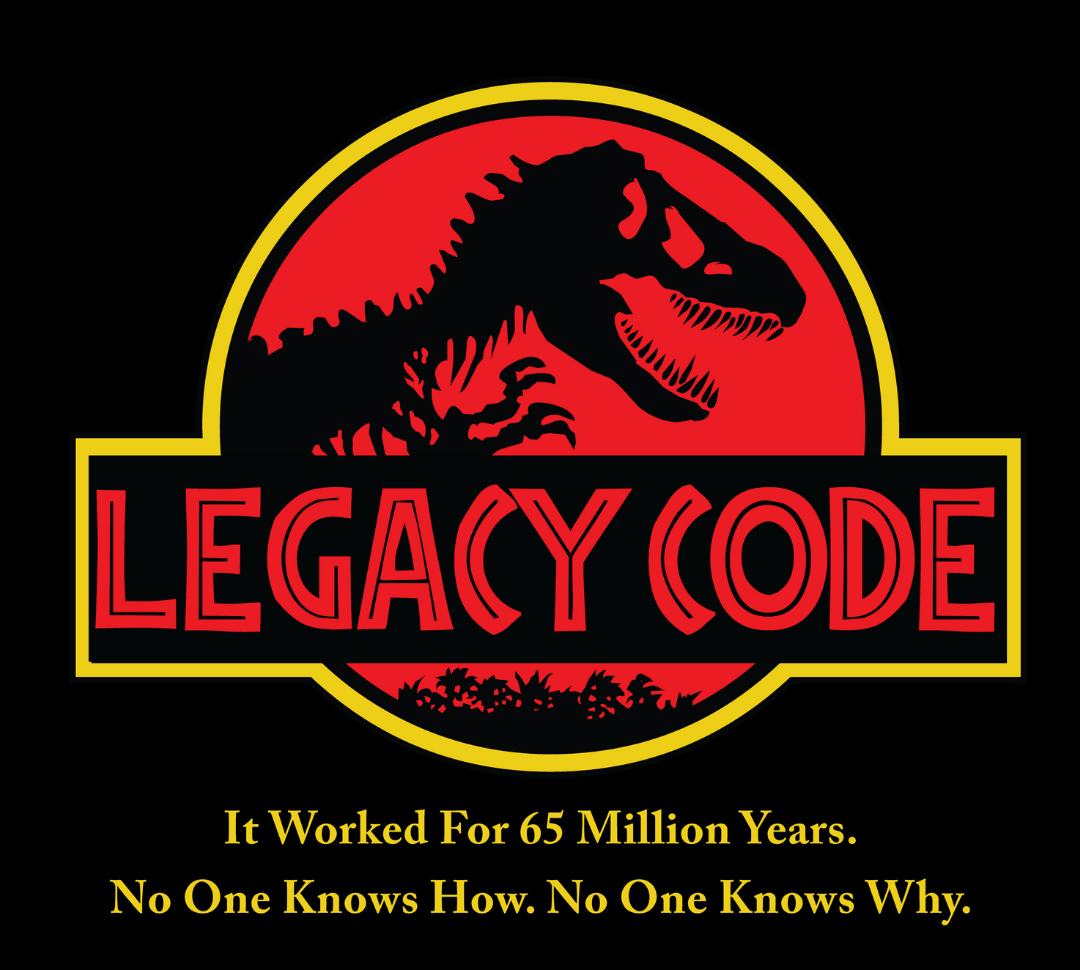 LEGACY CODE
It Worked For 65 Million Years.
No One Knows How. No One Knows Why.